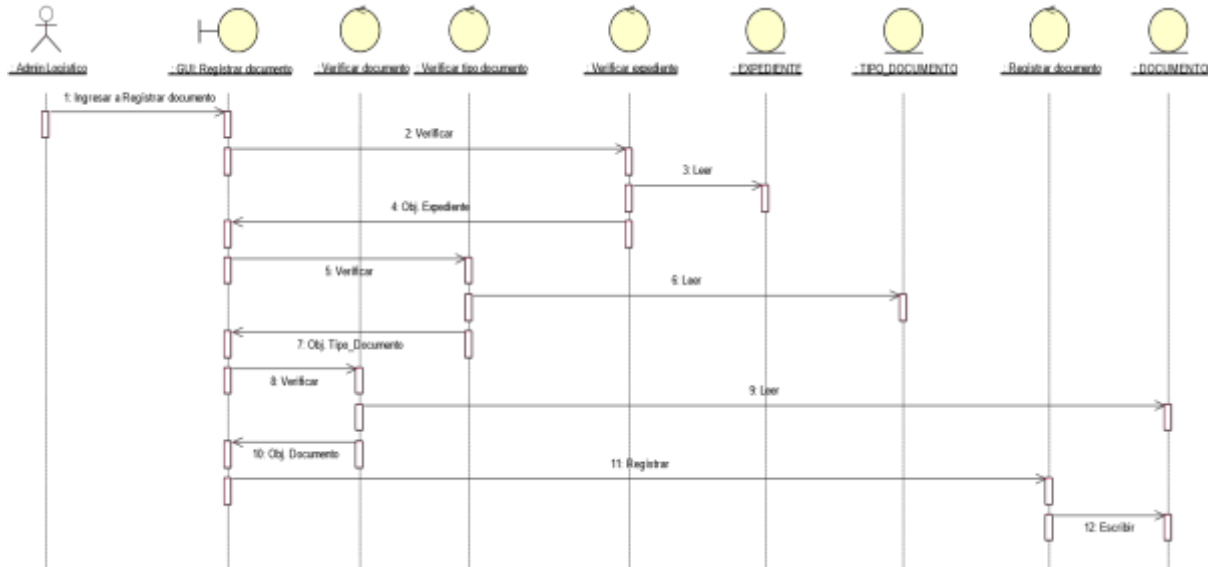 : Admin Logistico
: GUI: Registrar documento
: Verificar documento
: Verificar tipo documento
: Verificar expediente
: EXPEDIENTE
: TIPO_DOCUMENTO
: Registrar documento
: DOCUMENTO
1: Ingresar a Registrar documento
2: Verificar
3: Leer
4: Obj. Expediente
5: Verificar
6: Leer
7: Obj. Tipo_Documento
8: Verificar
9: Leer
10: Obj. Documento
11: Registrar
12: Escribir